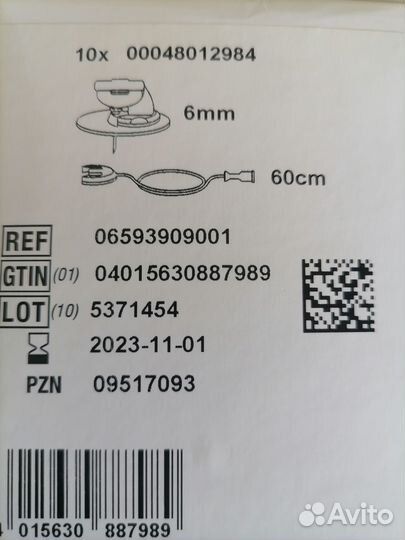 10x 00048012984
6mm
60cm
REF 06593909001
GTIN (01) 04015630887989
LOT (10) 5371454
2023-11-01
PZN 09517093
4 015630 887989
Avito